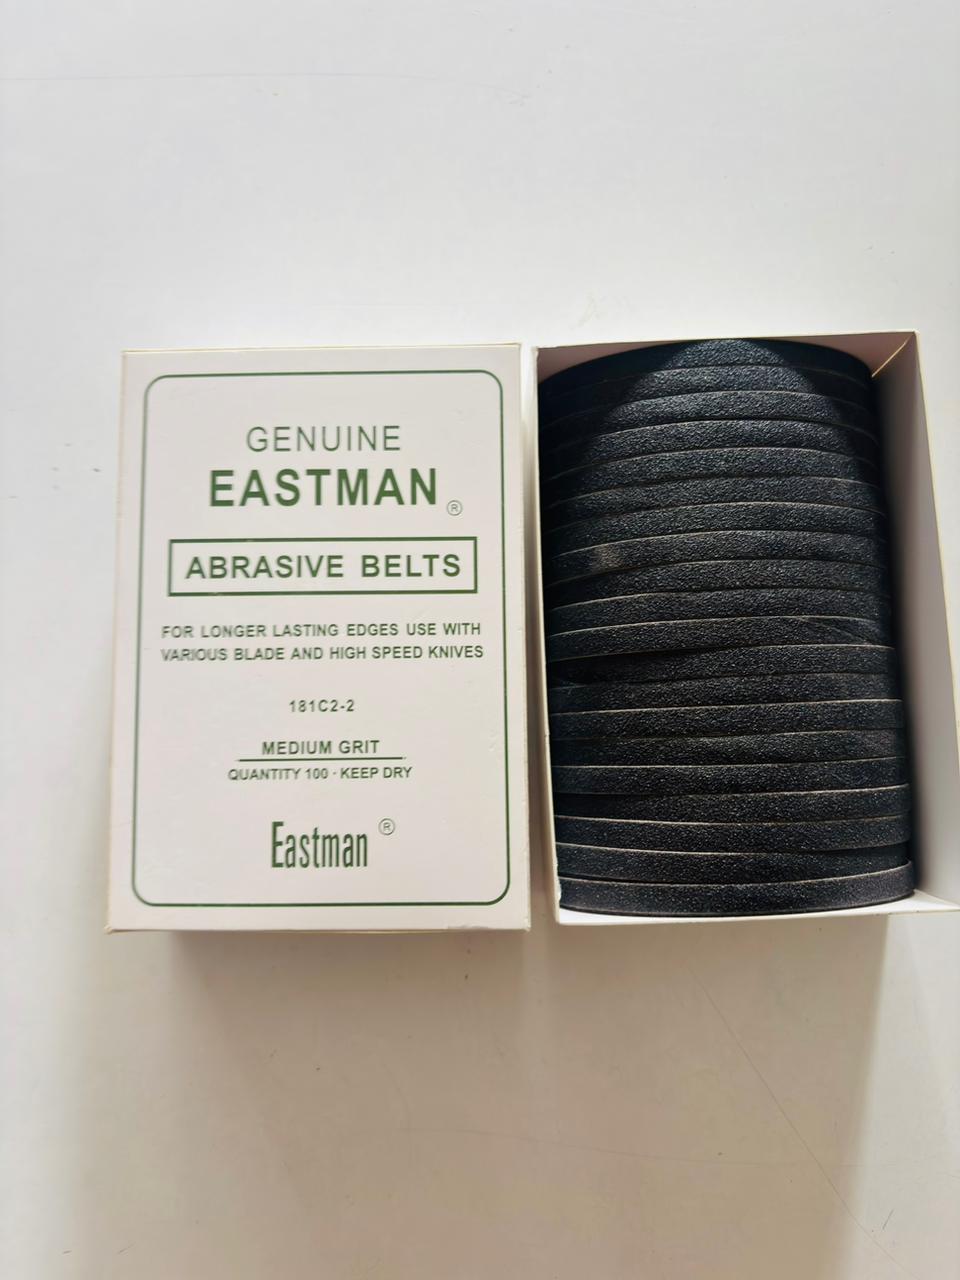 GENUINE
EASTMAN ®
ABRASIVE BELTS
FOR LONGER LASTING EDGES USE WITH
VARIOUS BLADE AND HIGH SPEED KNIVES
181C2-2
MEDIUM GRIT
QUANTITY 100 · KEEP DRY
Eastman ®